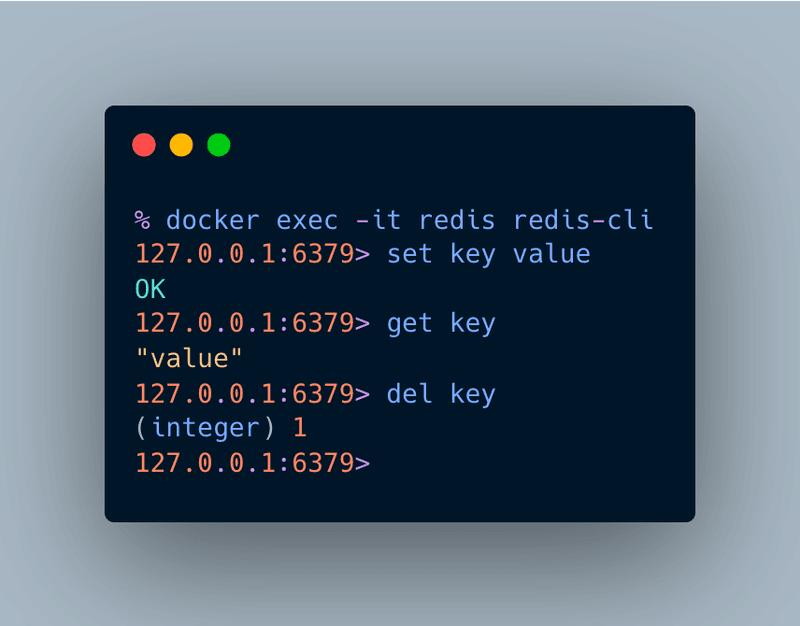 % docker exec -it redis redis-cli
127.0.0.1:6379> set key value
OK
127.0.0.1:6379> get key
"value"
127.0.0.1:6379> del key
(integer) 1
127.0.0.1:6379>